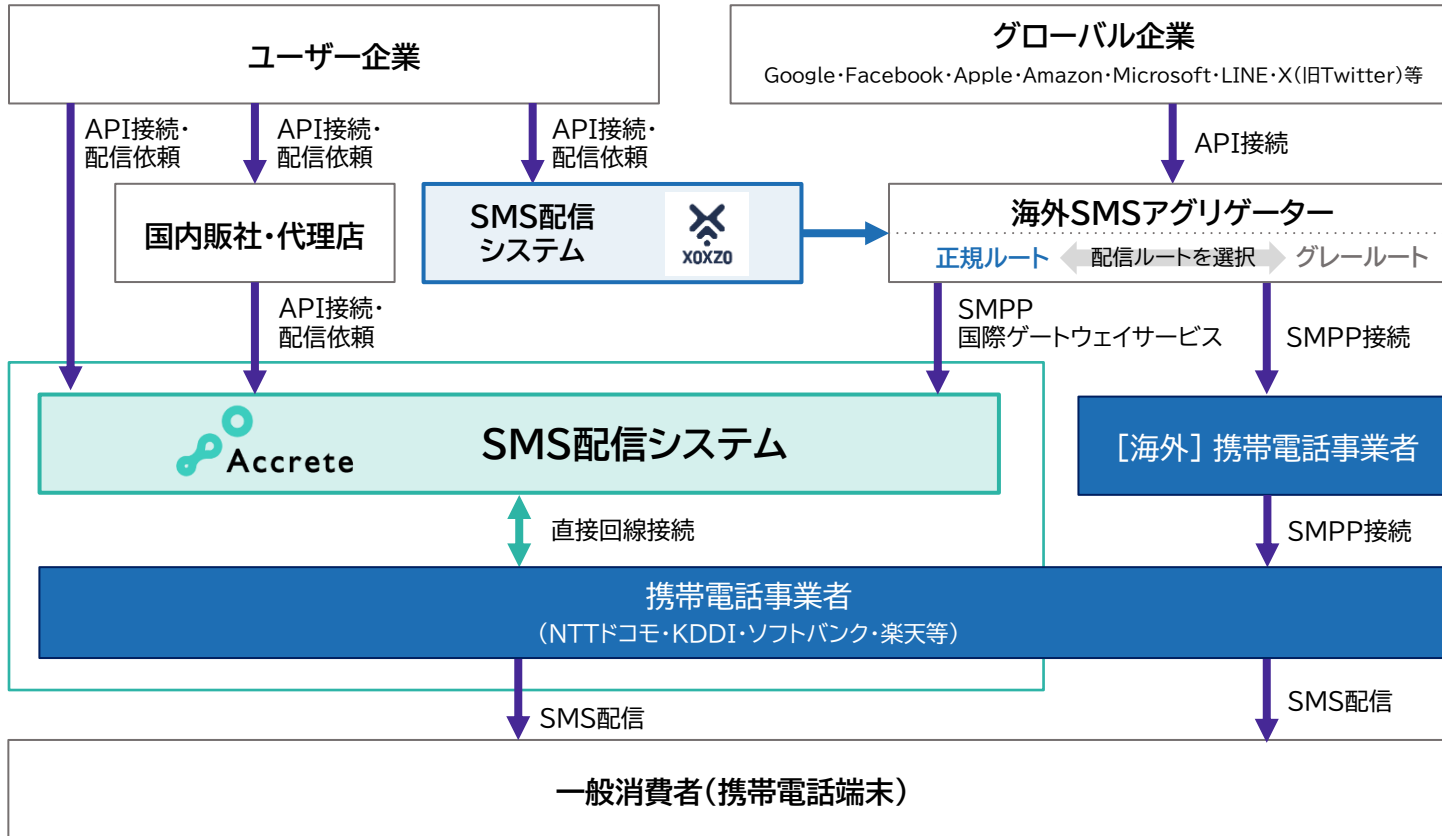 ユーザー企業
グローバル企業
Google・Facebook・Apple・Amazon・Microsoft・LINE・X(旧Twitter)等
API接続・
配信依頼
API接続・
配信依頼
API接続・
配信依頼
API接続
国内販社・代理店
SMS配信
システム
XOXZO
海外SMSアグリゲーター
正規ルート
配信ルートを選択
グレールート
API接続・
配信依頼
SMPP
国際ゲートウェイサービス
SMPP接続
Accrete
SMS配信システム
[海外] 携帯電話事業者
直接回線接続
SMPP接続
携帯電話事業者
(NTTドコモ・KDDI・ソフトバンク・楽天等)
SMS配信
SMS配信
一般消費者(携帯電話端末)